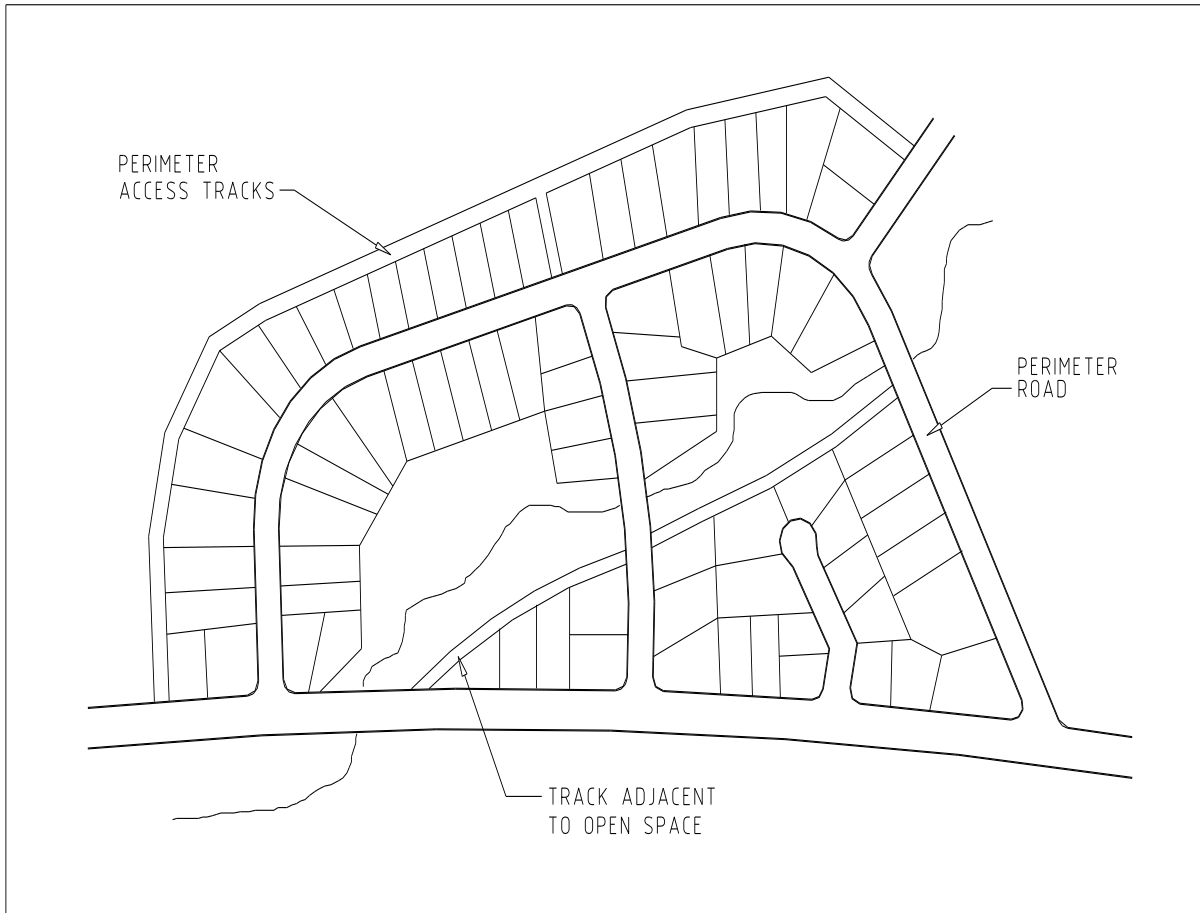 PERIMETER
ACCESS TRACKS
PERIMETER
ROAD
TRACK ADJACENT
TO OPEN SPACE